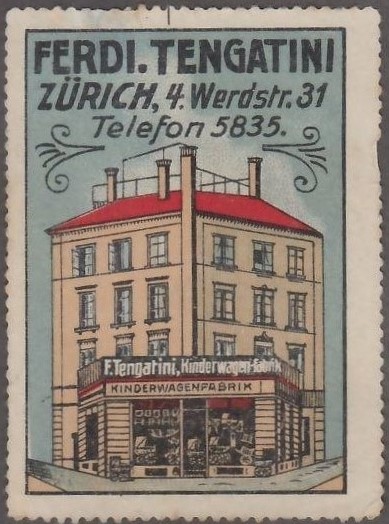 FERDI. TENGATINI
ZÜRICH, 4. Werdstr. 31
Telefon 5835.
F. Tengatini, Kinderwagen-fabrik
KINDERWAGENFABRIK